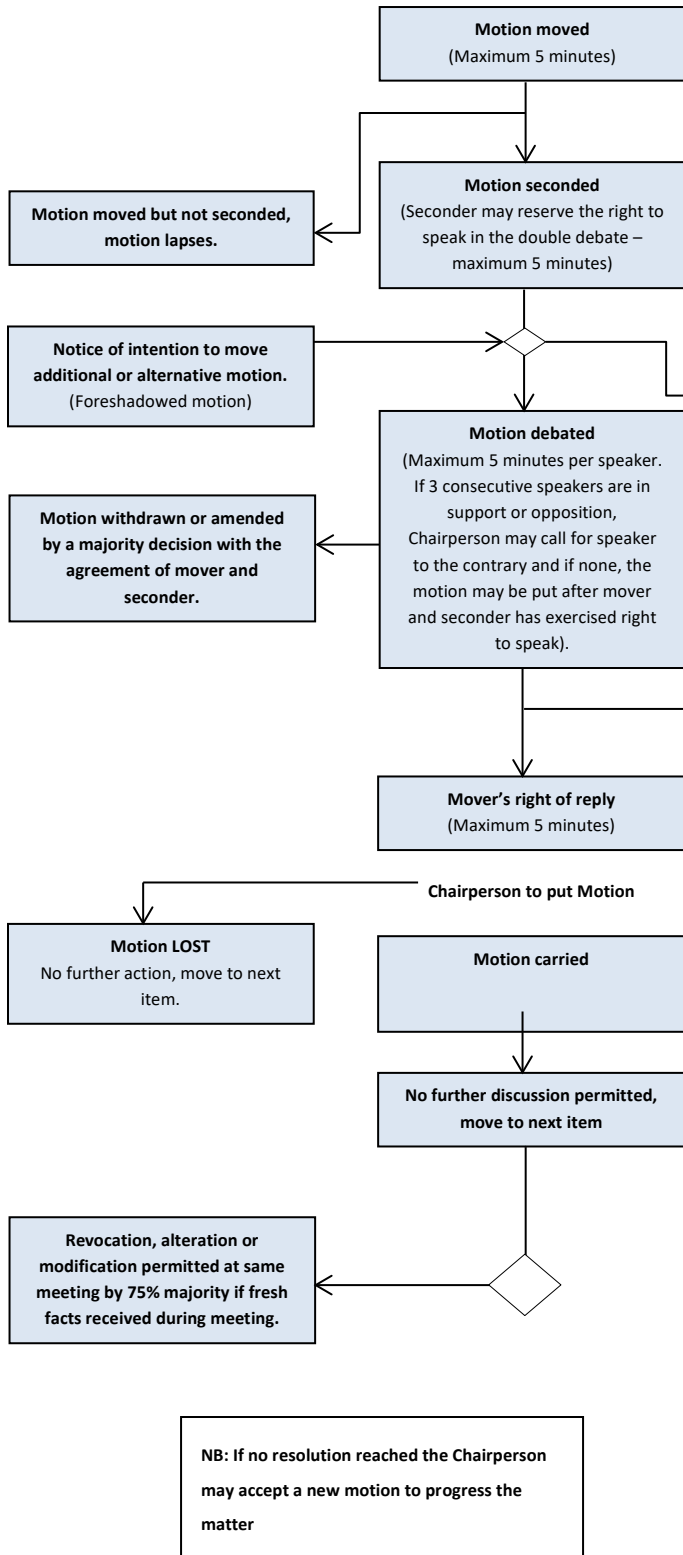 Motion moved
(Maximum 5 minutes)
Motion seconded
(Seconder may reserve the right to
speak in the double debate –
maximum 5 minutes)
Motion moved but not seconded,
motion lapses.
Notice of intention to move
additional or alternative motion.
(Foreshadowed motion)
Motion debated
(Maximum 5 minutes per speaker.
If 3 consecutive speakers are in
support or opposition,
Chairperson may call for speaker
to the contrary and if none, the
motion may be put after mover
and seconder has exercised right
to speak).
Motion withdrawn or amended
by a majority decision with the
agreement of mover and
seconder.
Mover’s right of reply
(Maximum 5 minutes)
Chairperson to put Motion
Motion LOST
No further action, move to next
item.
Motion carried
No further discussion permitted,
move to next item
Revocation, alteration or
modification permitted at same
meeting by 75% majority if fresh
facts received during meeting.
NB: If no resolution reached the Chairperson
may accept a new motion to progress the
matter